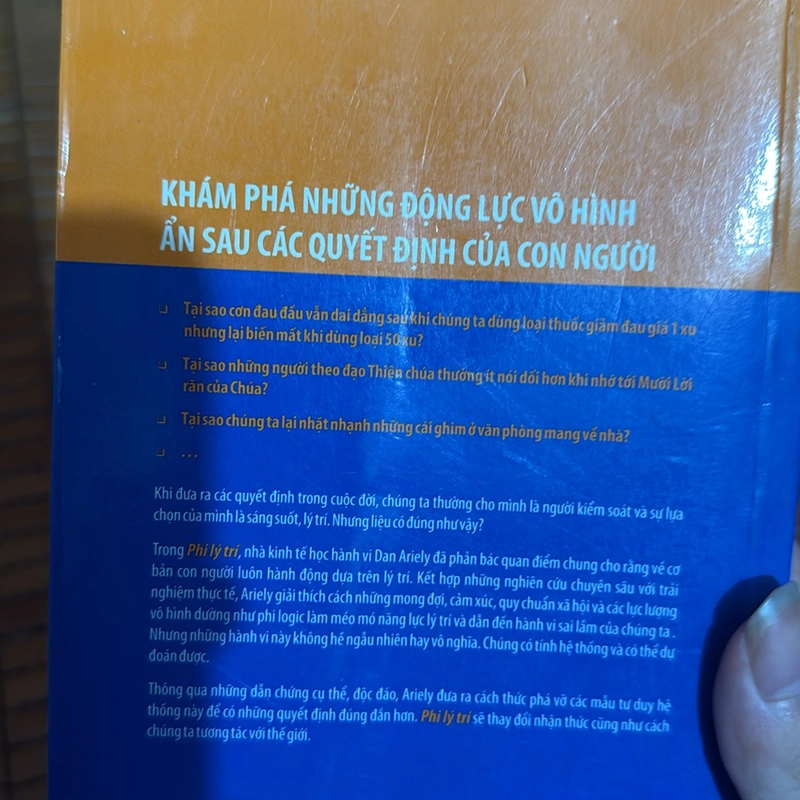 KHÁM PHÁ NHỮNG ĐỘNG LỰC VÔ HÌNH
ẨN SAU CÁC QUYẾT ĐỊNH CỦA CON NGƯỜI
❑ Tại sao cơn đau đầu vẫn dai dẳng sau khi chúng ta dùng loại thuốc giảm đau giá 1 xu
nhưng lại biến mất khi dùng loại 50 xu?
❑ Tại sao những người theo đạo Thiên chúa thường ít nói dối hơn khi nhớ tới Mười Lời
răn của Chúa?
❑ Tại sao chúng ta lại nhặt nhạnh những cái ghim ở văn phòng mang về nhà?
❑ ...
Khi đưa ra các quyết định trong cuộc đời, chúng ta thường cho mình là người kiểm soát và sự lựa
chọn của mình là sáng suốt, lý trí. Nhưng liệu có đúng như vậy?
Trong Phi lý trí, nhà kinh tế học hành vi Dan Ariely đã phản bác quan điểm chung cho rằng về cơ
bản con người luôn hành động dựa trên lý trí. Kết hợp những nghiên cứu chuyên sâu với trải
nghiệm thực tế, Ariely giải thích cách những mong đợi, cảm xúc, quy chuẩn xã hội và các lực lượng
vô hình dường như phi logic làm méo mó năng lực lý trí và dẫn đến hành vi sai lầm của chúng ta .
Nhưng những hành vi này không hề ngẫu nhiên hay vô nghĩa. Chúng có tính hệ thống và có thể dự
đoán được.
Thông qua những dẫn chứng cụ thể, độc đáo, Ariely đưa ra cách thức phá vỡ các mẫu tư duy hệ
thống này để có những quyết định đúng đắn hơn. Phi lý trí sẽ thay đổi nhận thức cũng như cách
chúng ta tương tác với thế giới.